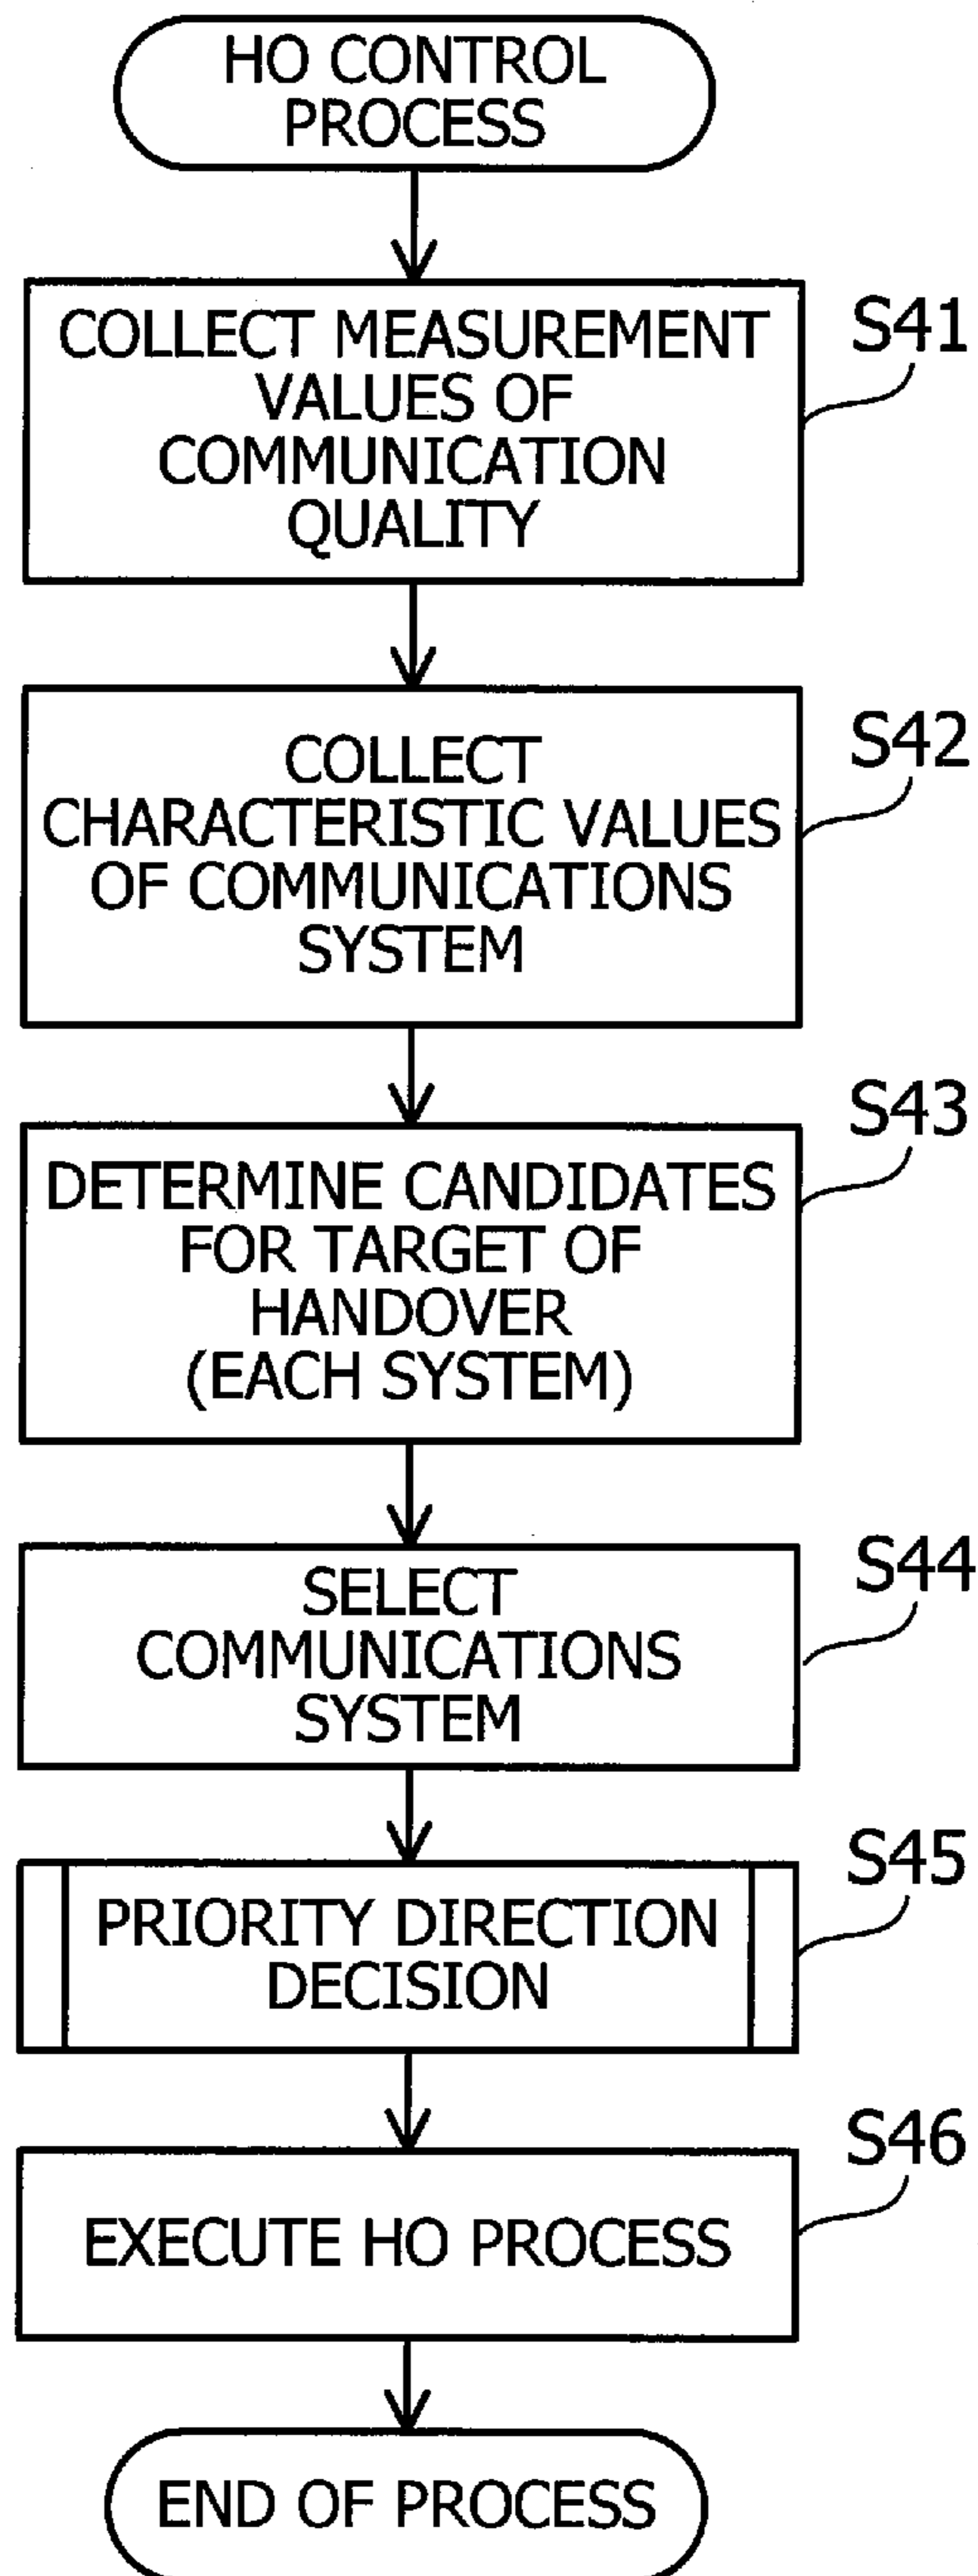 HO CONTROL
PROCESS
COLLECT MEASUREMENT
VALUES OF
COMMUNICATION
QUALITY
S41
COLLECT
CHARACTERISTIC VALUES
OF COMMUNICATIONS
SYSTEM
S42
DETERMINE CANDIDATES
FOR TARGET OF
HANDOVER
(EACH SYSTEM)
S43
SELECT
COMMUNICATIONS
SYSTEM
S44
PRIORITY DIRECTION
DECISION
S45
EXECUTE HO PROCESS
S46
END OF PROCESS